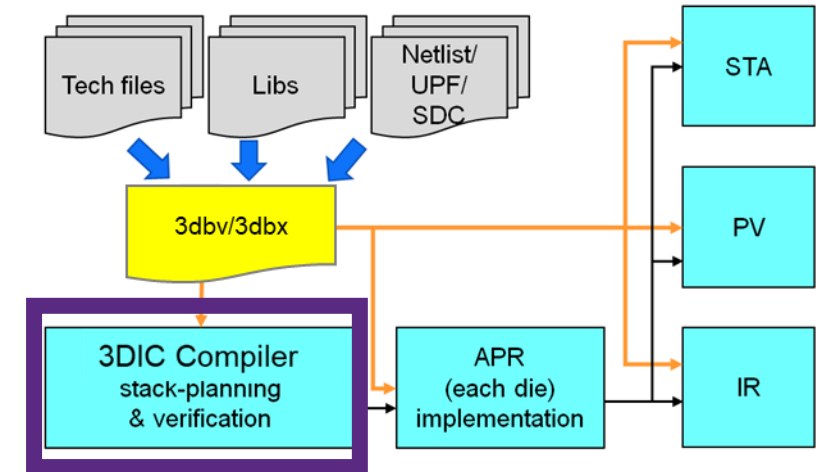 Tech files
Libs
Netlist/
UPF/
SDC
3dbv/3dbx
3DIC Compiler
stack-planning
& verification
APR
(each die)
implementation
STA
PV
IR